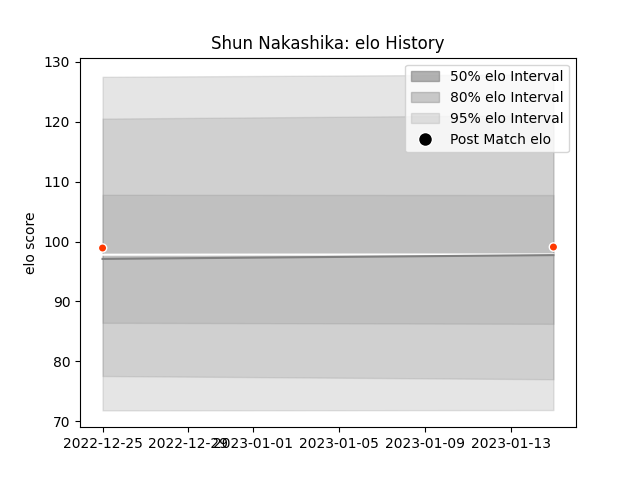 Shun Nakashika: elo History
50% elo Interval
80% elo Interval
95% elo Interval
Post Match elo
elo score
130
120
110
100
90
80
70
2022-12-25 2022-12-29 2023-01-01 2023-01-05 2023-01-09 2023-01-13